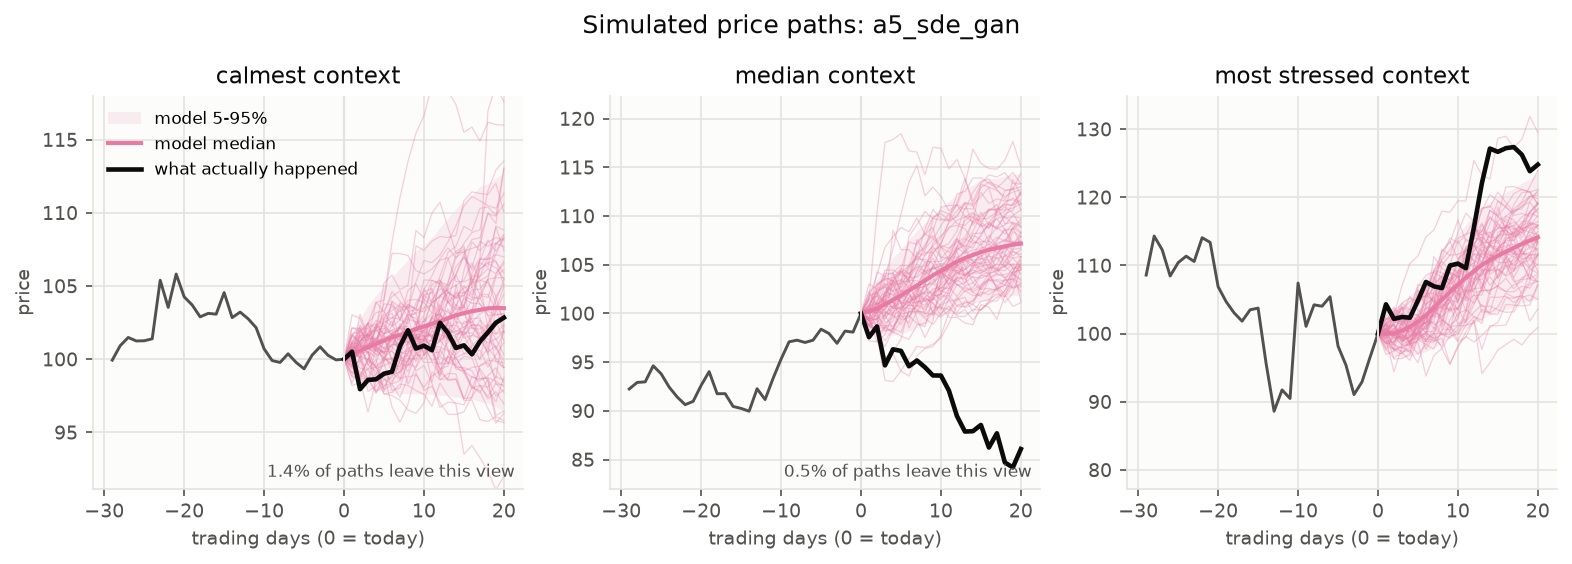 Simulated price paths: a5_sde_gan
calmest context
median context
most stressed context
model 5-95%
model median
what actually happened
price
115
110
105
100
95
1.4% of paths leave this view
−30 −20 −10 0 10 20
trading days (0 = today)
price
120
115
110
105
100
95
90
85
0.5% of paths leave this view
−30 −20 −10 0 10 20
trading days (0 = today)
price
130
120
110
100
90
80
−30 −20 −10 0 10 20
trading days (0 = today)